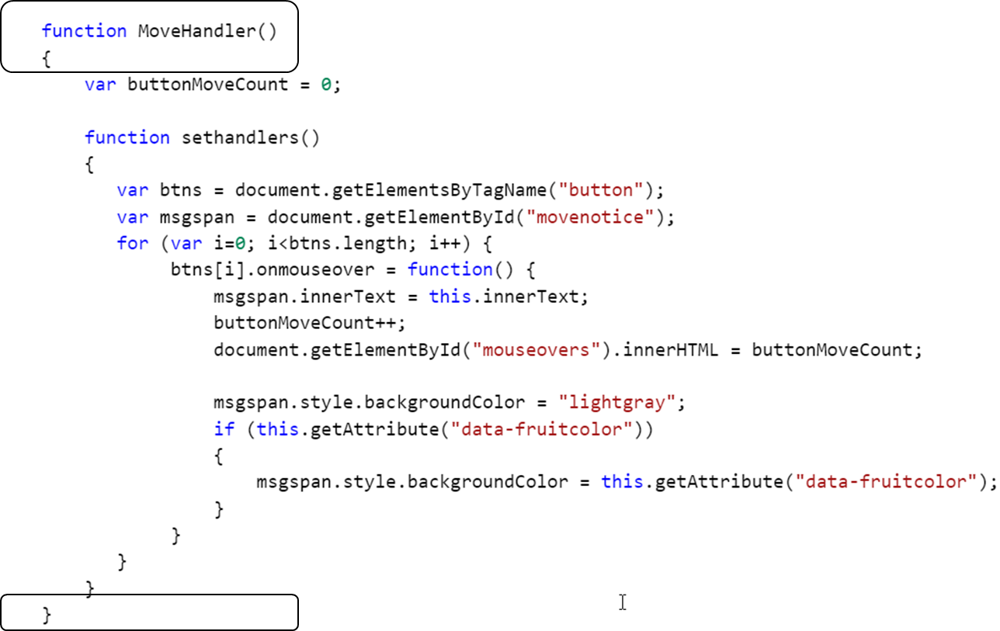 function MoveHandler()
{
    var buttonMoveCount = 0;

    function sethandlers()
    {
       var btns = document.getElementsByTagName("button");
       var msgspan = document.getElementById("movenotice");
       for (var i=0; i<btns.length; i++) {
            btns[i].onmouseover = function() {
                msgspan.innerText = this.innerText;
                buttonMoveCount++;
                document.getElementById("mouseovers").innerHTML = buttonMoveCount;

                msgspan.style.backgroundColor = "lightgray";
                if (this.getAttribute("data-fruitcolor"))
                {
                    msgspan.style.backgroundColor = this.getAttribute("data-fruitcolor");
                }
            }
       }
    }
}